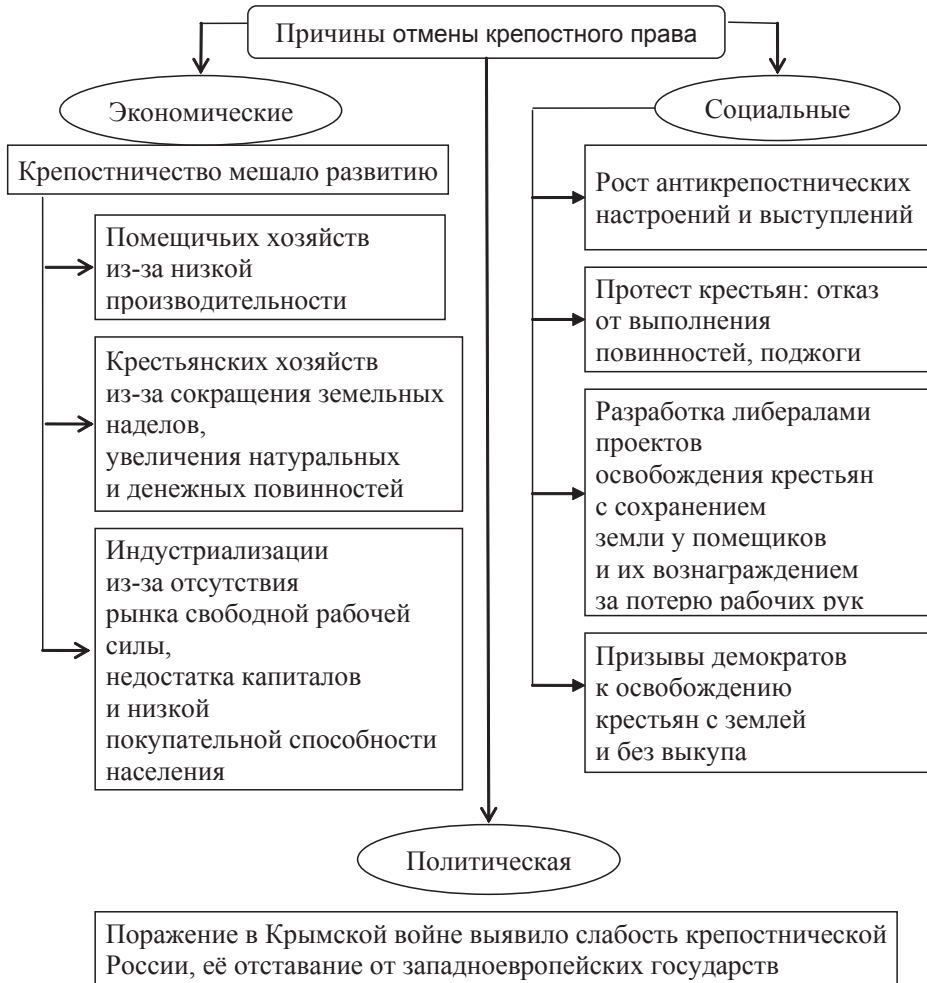 Причины отмены крепостного права
Экономические
Крепостничество мешало развитию
Помещичьих хозяйств
из-за низкой
производительности
Крестьянских хозяйств
из-за сокращения земельных
наделов,
увеличения натуральных
и денежных повинностей
Индустриализации
из-за отсутствия
рынка свободной рабочей
силы,
недостатка капиталов
и низкой
покупательной способности
населения
Социальные
Рост антикрепостнических
настроений и выступлений
Протест крестьян: отказ
от выполнения
повинностей, поджоги
Разработка либералами
проектов
освобождения крестьян
с сохранением
земли у помещиков
и их вознаграждением
за потерю рабочих рук
Призывы демократов
к освобождению
крестьян с землей
и без выкупа
Политическая
Поражение в Крымской войне выявило слабость крепостнической
России, её отставание от западноевропейских государств